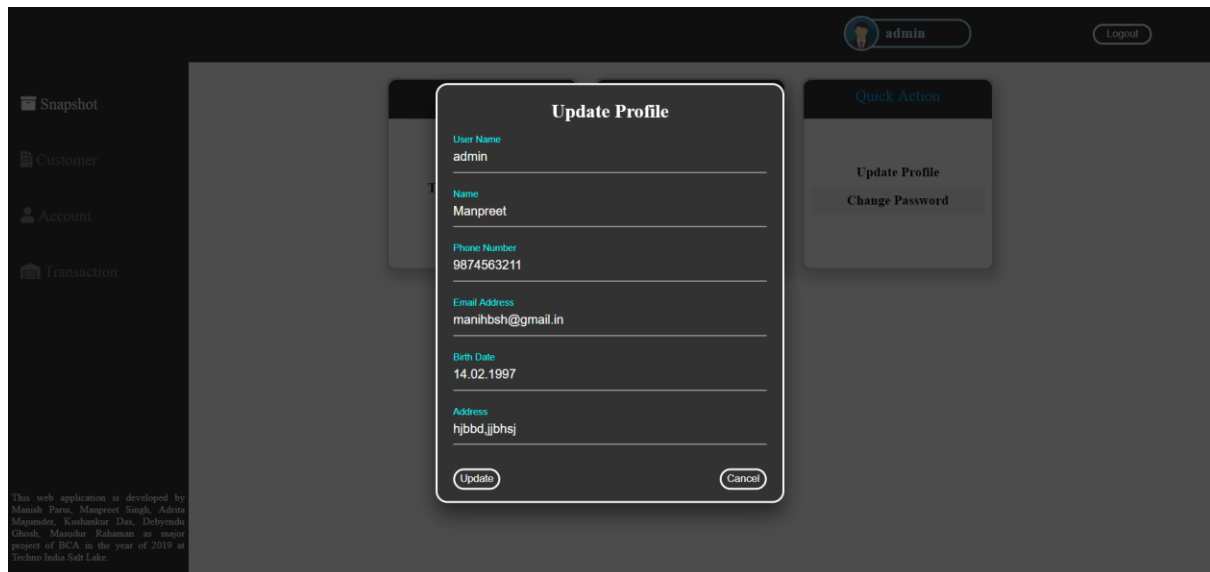 admin
Logout
Snapshot
Customer
Account
Transaction
T
Quick Action
Update Profile
Change Password
Update Profile
User Name
admin
Name
Manpreet
Phone Number
9874563211
Email Address
manihbsh@gmail.in
Birth Date
14.02.1997
Address
hjbbd,jjbhsj
Update
Cancel
This web application is developed by
Manish Parui, Manpreet Singh, Adrita
Majumder, Kushankur Das, Debyendu
Ghosh, Masudur Rahaman as major
project of BCA in the year of 2019 at
Techno India Salt Lake.